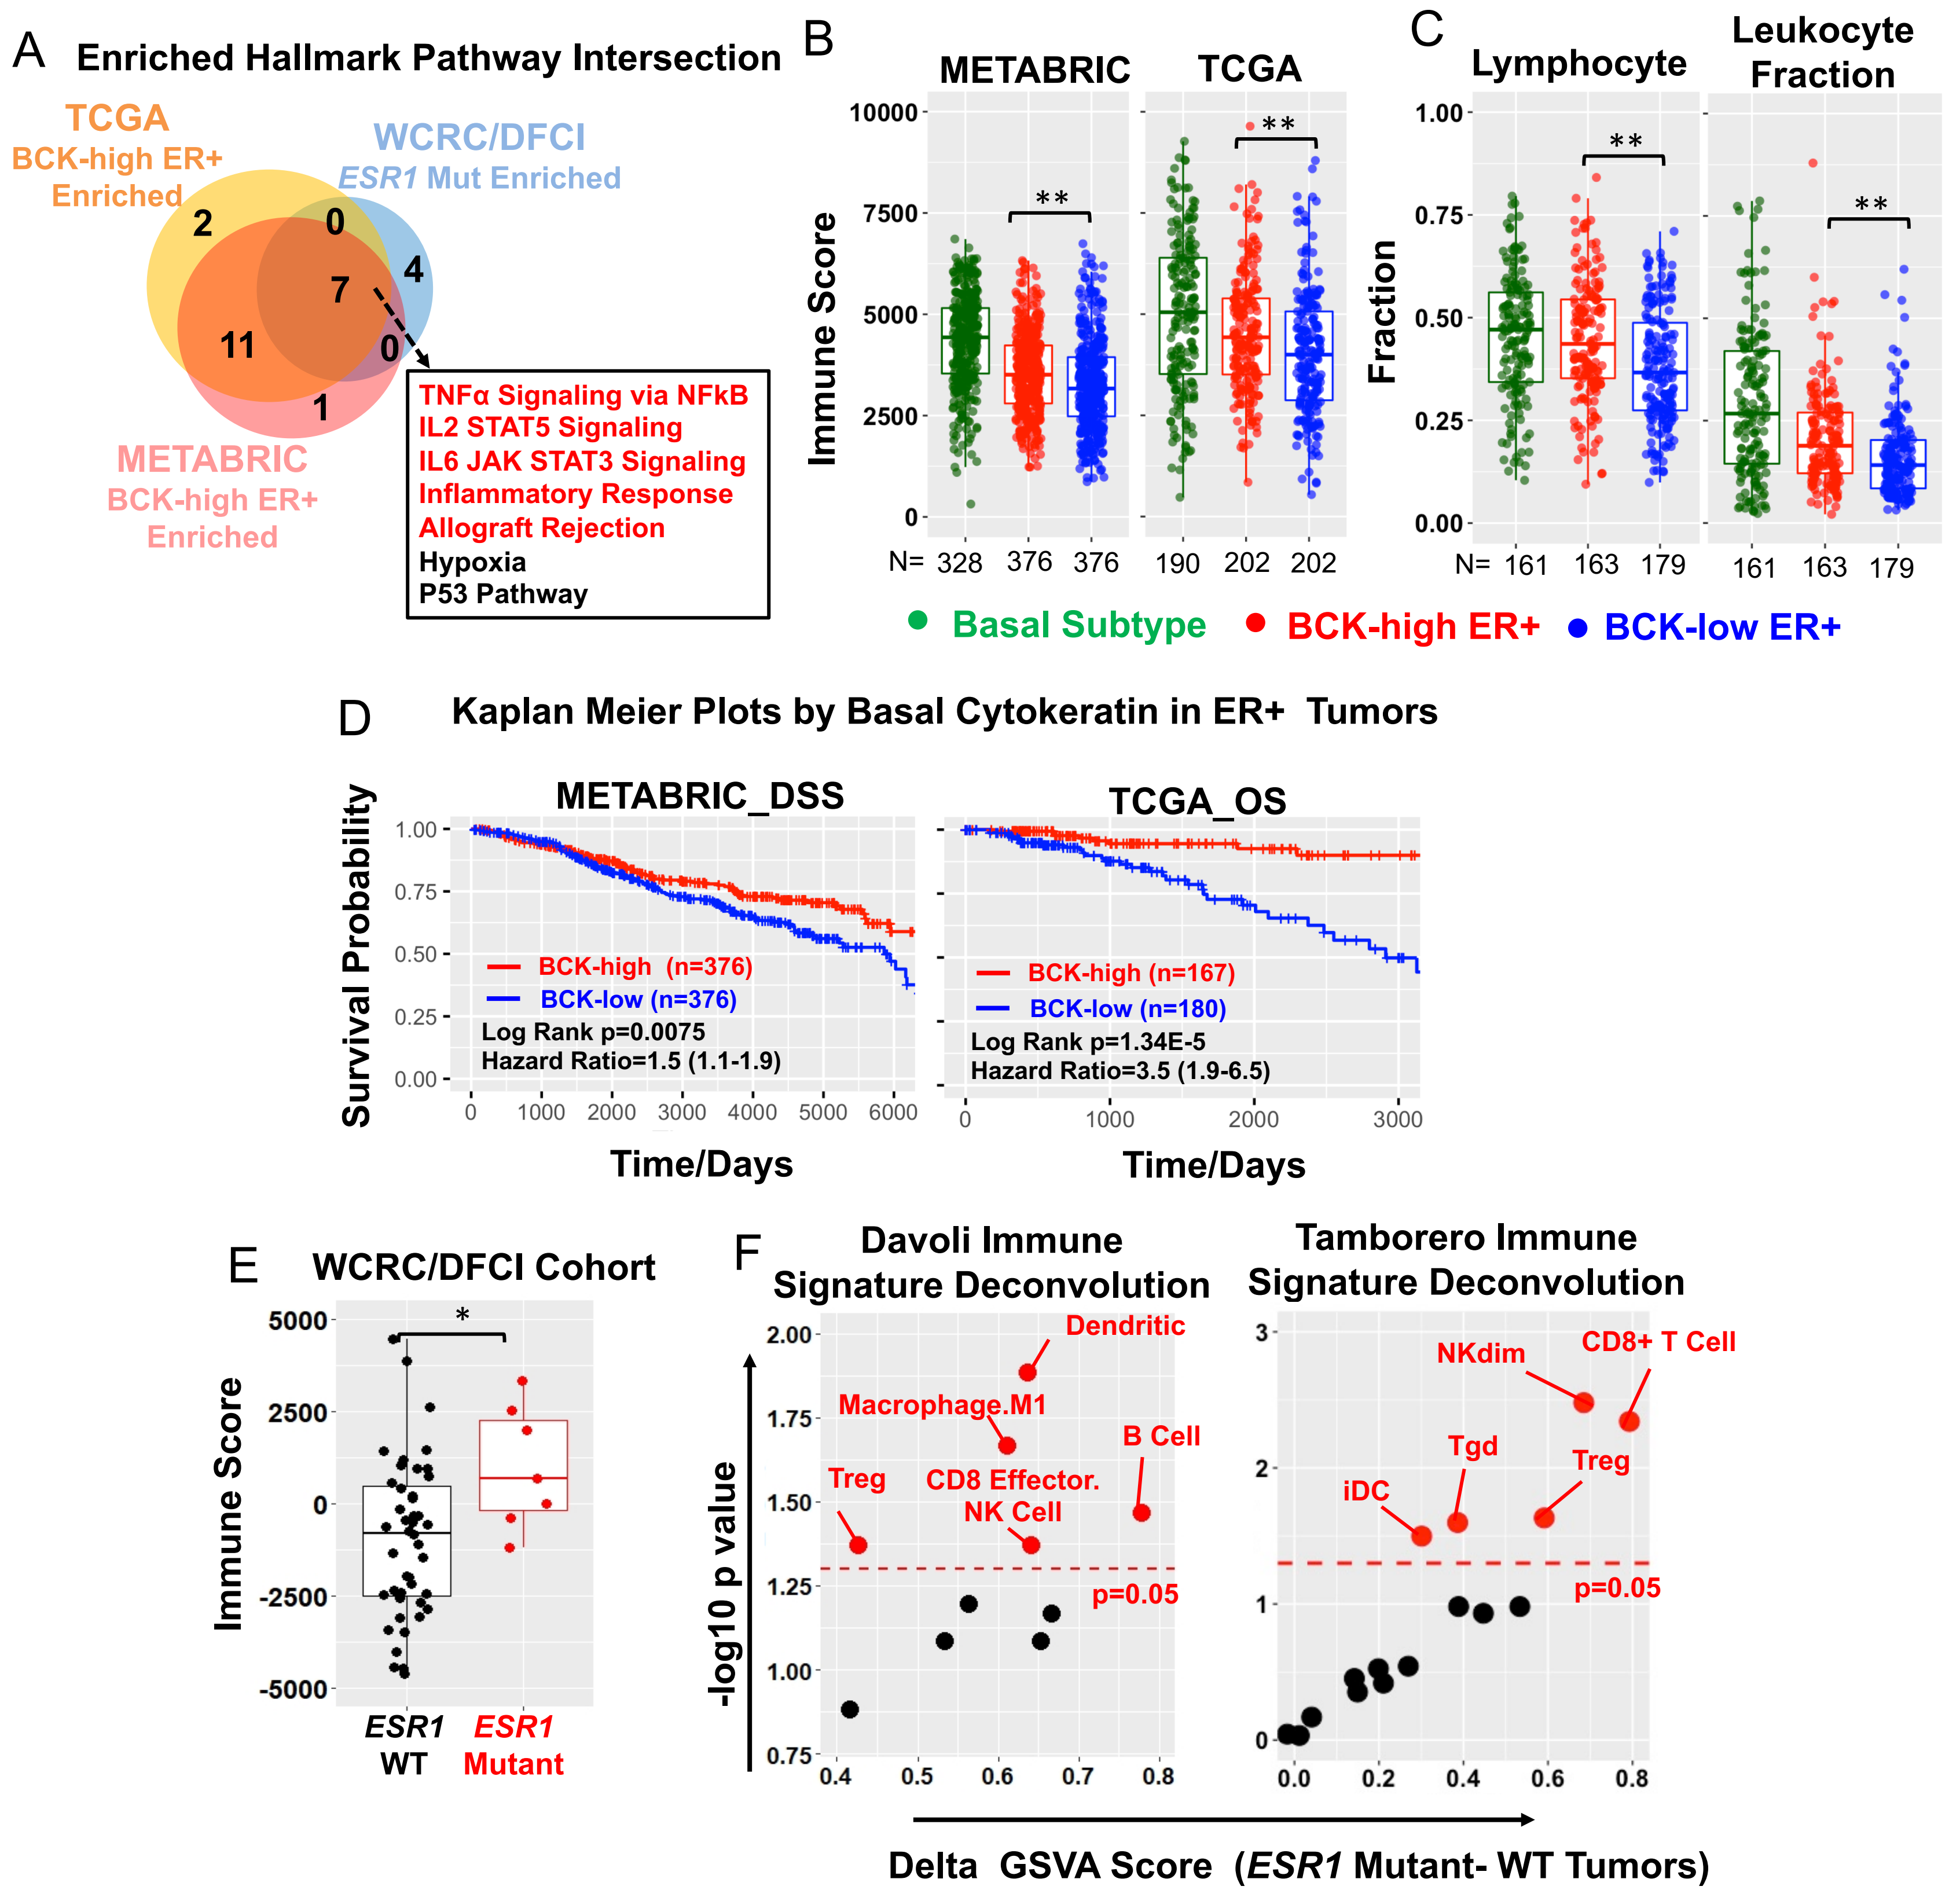 A
Enriched Hallmark Pathway Intersection
TCGA
BCK-high ER+
Enriched
WCRC/DFCI
ESR1 Mut Enriched
2
0
4
7
11
0
1
METABRIC
BCK-high ER+
Enriched
TNFα Signaling via NFkB
IL2 STAT5 Signaling
IL6 JAK STAT3 Signaling
Inflammatory Response
Allograft Rejection
Hypoxia
P53 Pathway
B
METABRIC
TCGA
Immune Score
10000
7500
5000
2500
0
**
**
N= 328 376 376 190 202 202
C
Lymphocyte
Leukocyte
Fraction
Fraction
1.00
0.75
0.50
0.25
0.00
**
**
N= 161 163 179 161 163 179
Basal Subtype
BCK-high ER+
BCK-low ER+
D
Kaplan Meier Plots by Basal Cytokeratin in ER+ Tumors
METABRIC_DSS
Survival Probability
1.00
0.75
0.50
0.25
0.00
BCK-high (n=376)
BCK-low (n=376)
Log Rank p=0.0075
Hazard Ratio=1.5 (1.1-1.9)
0 1000 2000 3000 4000 5000 6000
Time/Days
TCGA_OS
BCK-high (n=167)
BCK-low (n=180)
Log Rank p=1.34E-5
Hazard Ratio=3.5 (1.9-6.5)
0 1000 2000 3000
Time/Days
E
WCRC/DFCI Cohort
Immune Score
5000
2500
0
-2500
-5000
*
ESR1
WT
ESR1
Mutant
F
Davoli Immune
Signature Deconvolution
-log10 p value
2.00
1.75
1.50
1.25
1.00
0.75
Dendritic
Macrophage.M1
B Cell
Treg
CD8 Effector.
NK Cell
p=0.05
0.4 0.5 0.6 0.7 0.8
Tamborero Immune
Signature Deconvolution
3
2
1
0
NKdim
CD8+ T Cell
Tgd
Treg
iDC
p=0.05
0.0 0.2 0.4 0.6 0.8
Delta GSVA Score (ESR1 Mutant- WT Tumors)